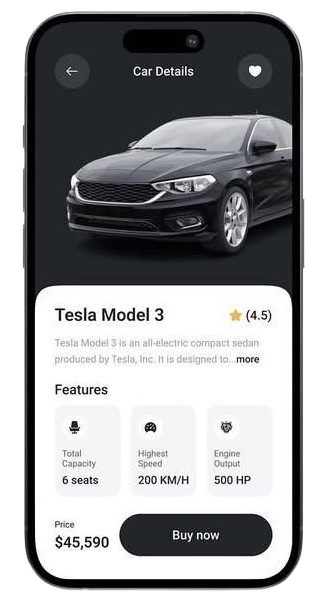 Car Details
Tesla Model 3
(4.5)
Tesla Model 3 is an all-electric compact sedan
produced by Tesla, Inc. It is designed to...more
Features
Total
Capacity
6 seats
Highest
Speed
200 KM/H
Engine
Output
500 HP
Price
$45,590
Buy now